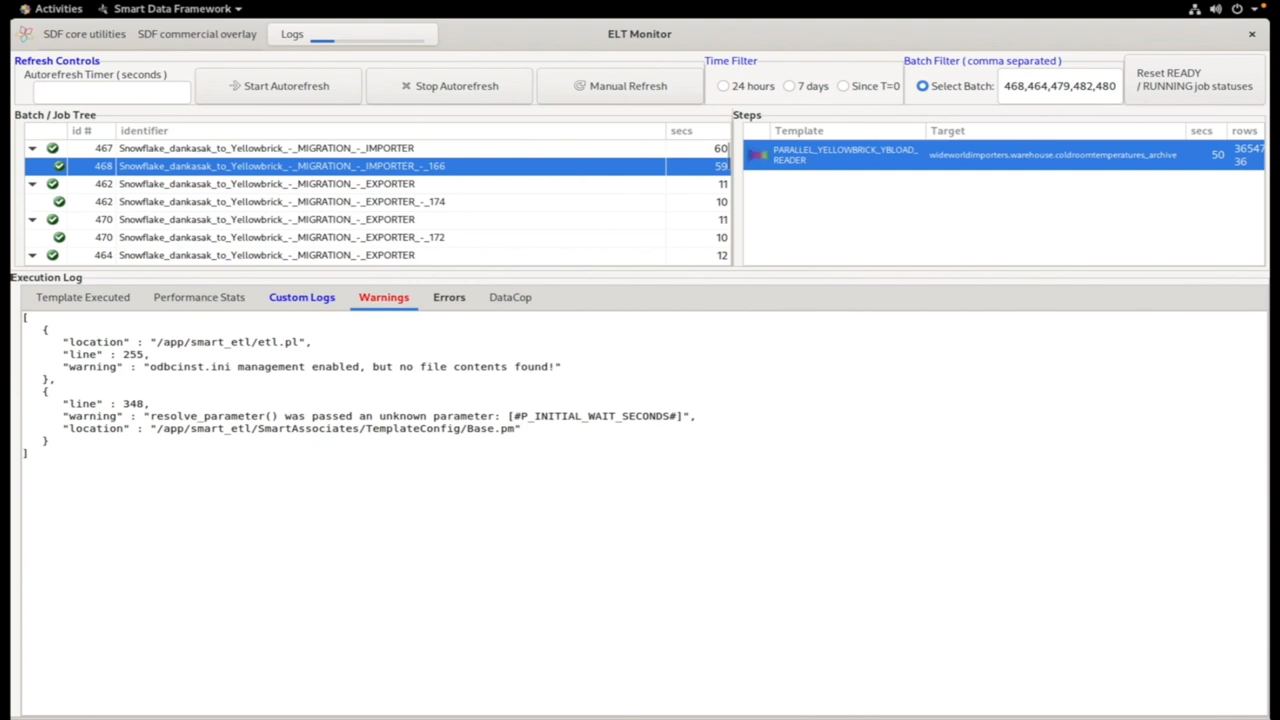 Activities Smart Data Framework
SDF core utilities SDF commercial overlay Logs ELT Monitor ×
Refresh Controls Time Filter Batch Filter ( comma separated )
Autorefresh Timer ( seconds ) Start Autorefresh Stop Autorefresh Manual Refresh 24 hours 7 days Since T=0 Select Batch: 468,464,479,482,480 Reset READY
/ RUNNING job statuses
Batch / Job Tree Steps
id # identifier secs Template Target secs rows
467 Snowflake_dankasak_to_Yellowbrick_-_MIGRATION_-_IMPORTER 60
468 Snowflake_dankasak_to_Yellowbrick_-_MIGRATION_-_IMPORTER_-_166 59
462 Snowflake_dankasak_to_Yellowbrick_-_MIGRATION_-_EXPORTER 11
462 Snowflake_dankasak_to_Yellowbrick_-_MIGRATION_-_EXPORTER_-_174 10
470 Snowflake_dankasak_to_Yellowbrick_-_MIGRATION_-_EXPORTER 11
470 Snowflake_dankasak_to_Yellowbrick_-_MIGRATION_-_EXPORTER_-_172 10
464 Snowflake_dankasak_to_Yellowbrick_-_MIGRATION_-_EXPORTER 12
PARALLEL_YELLOWBRICK_YBLOAD_ wideworldimporters.warehouse.coldroomtemperatures_archive 50 36547
READER 36
Execution Log
Template Executed Performance Stats Custom Logs Warnings Errors DataCop
[
{
"location" : "/app/smart_etl/etl.pl",
"line" : 255,
"warning" : "odbcinst.ini management enabled, but no file contents found!"
},
{
"line" : 348,
"warning" : "resolve_parameter() was passed an unknown parameter: [#P_INITIAL_WAIT_SECONDS#]",
"location" : "/app/smart_etl/SmartAssociates/TemplateConfig/Base.pm"
}
]